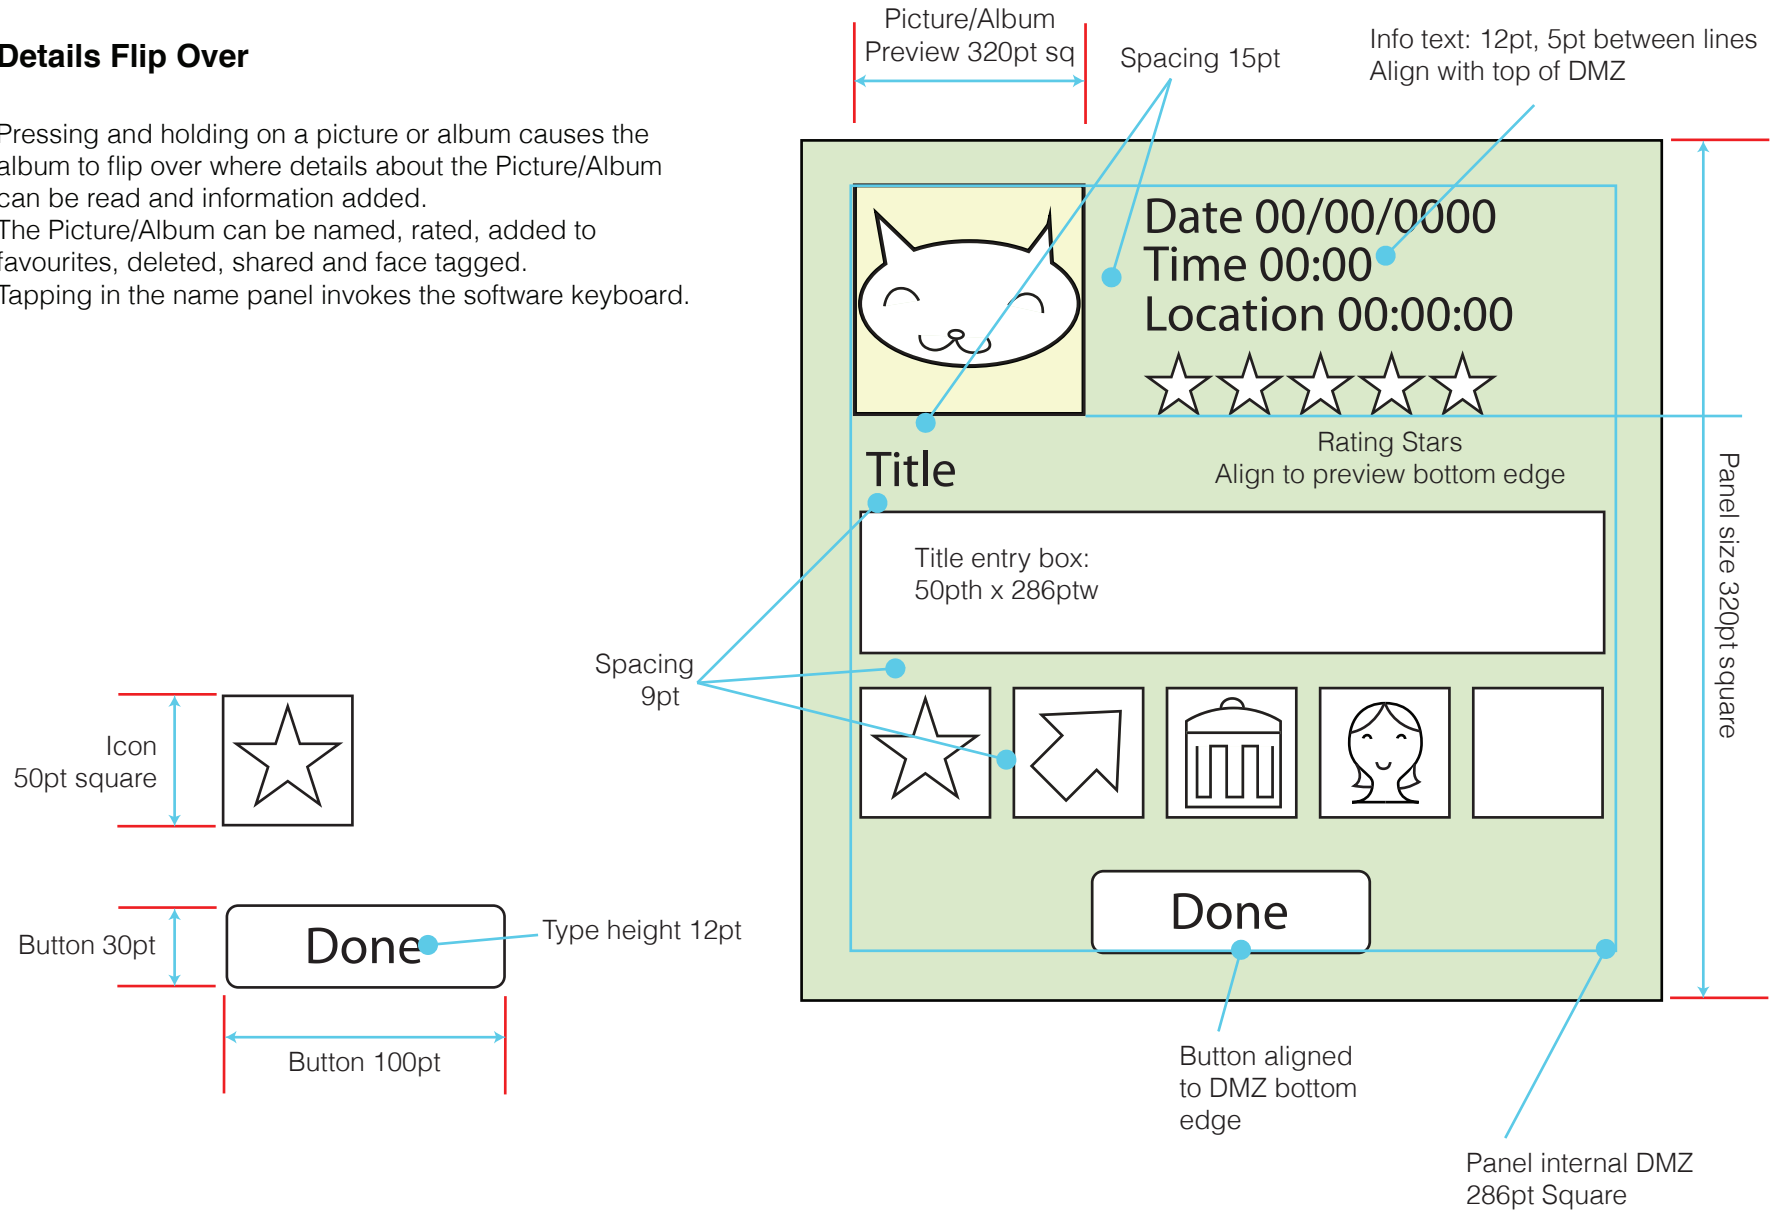 Details Flip Over
Pressing and holding on a picture or album causes the
album to flip over where details about the Picture/Album
can be read and information added.
The Picture/Album can be named, rated, added to
favourites, deleted, shared and face tagged.
Tapping in the name panel invokes the software keyboard.
Picture/Album
Preview 320pt sq
Spacing 15pt
Info text: 12pt, 5pt between lines
Align with top of DMZ
Date 00/00/0000
Time 00:00
Location 00:00:00
Rating Stars
Align to preview bottom edge
Title
Title entry box:
50pth x 286ptw
Panel size 320pt square
Spacing
9pt
Icon
50pt square
Done
Button 30pt
Done
Type height 12pt
Button 100pt
Button aligned
to DMZ bottom
edge
Panel internal DMZ
286pt Square